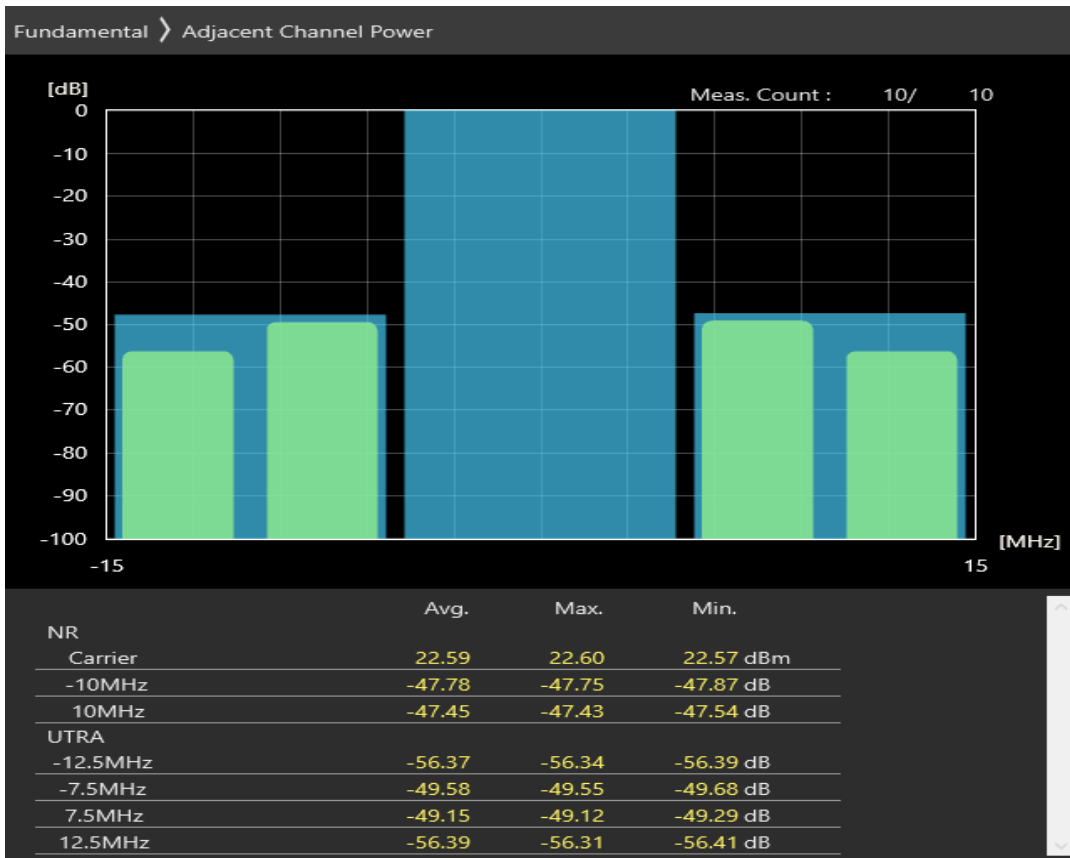 Fundamental 〉 Adjacent Channel Power
[dB]
Meas. Count : 10/ 10
0
-10
-20
-30
-40
-50
-60
-70
-80
-90
-100
[MHz]
-15 15
Avg. Max. Min.
NR
Carrier 22.59 22.60 22.57 dBm
-10MHz -47.78 -47.75 -47.87 dB
10MHz -47.45 -47.43 -47.54 dB
UTRA
-12.5MHz -56.37 -56.34 -56.39 dB
-7.5MHz -49.58 -49.55 -49.68 dB
7.5MHz -49.15 -49.12 -49.29 dB
12.5MHz -56.39 -56.31 -56.41 dB